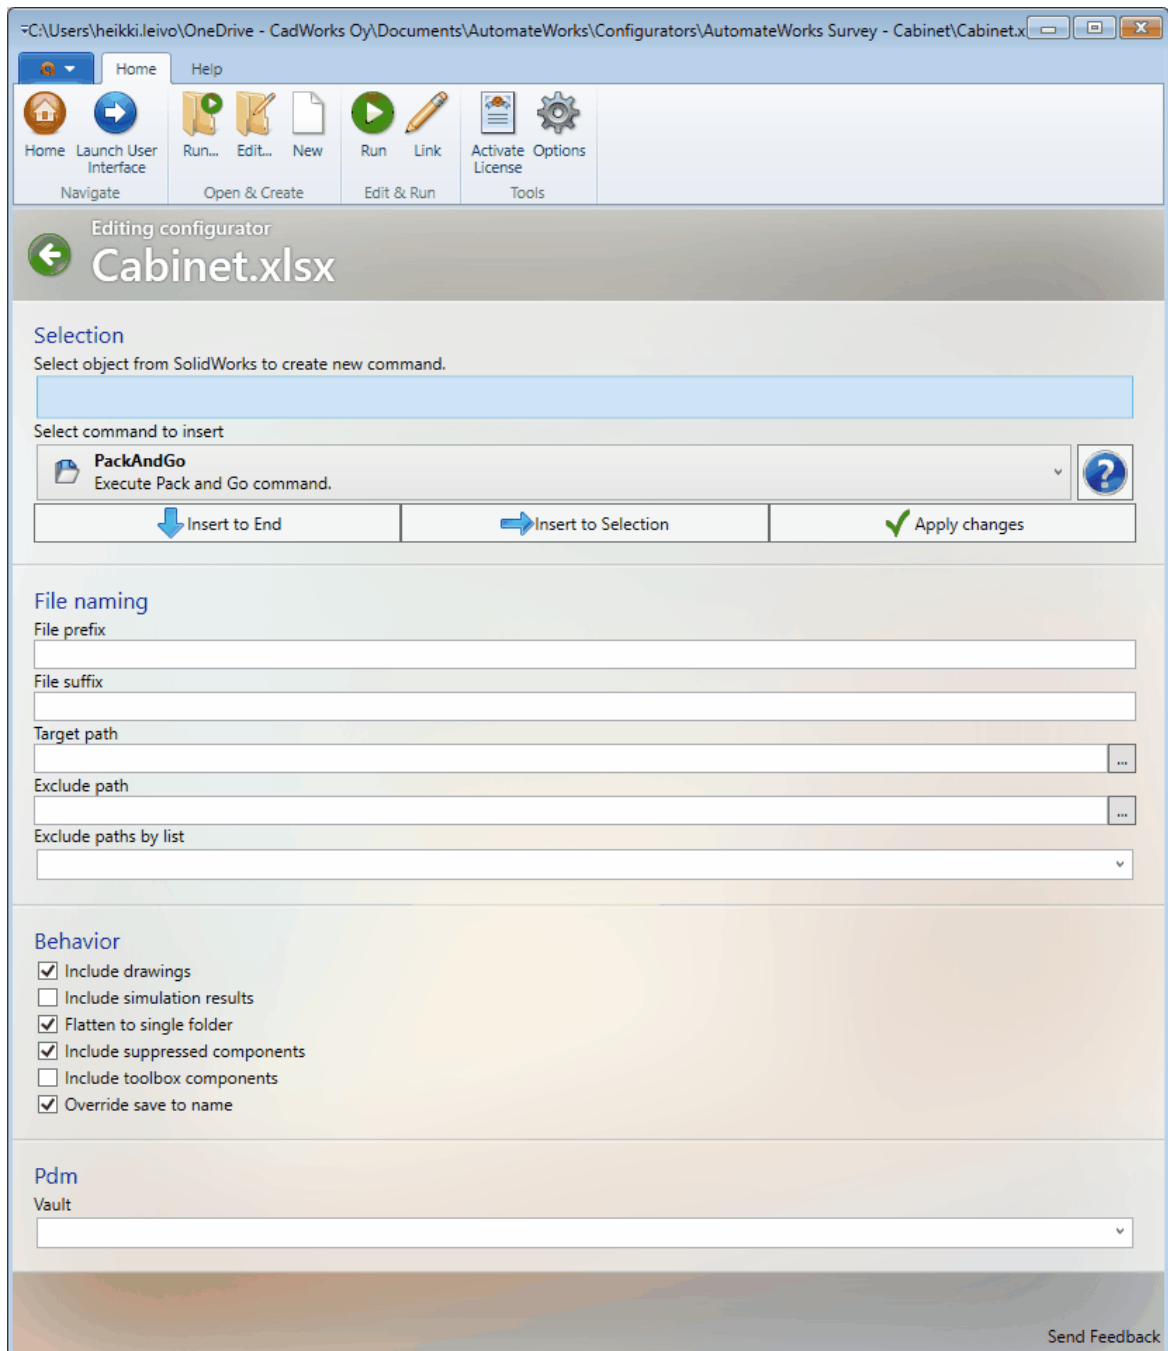 C:\Users\heikki.leivo\OneDrive - CadWorks Oy\Documents\AutomateWorks\Configurators\AutomateWorks Survey - Cabinet\Cabinet.x
Home Help
Home Launch User Interface Run... Edit... New Run Link Activate License Options
Navigate Open & Create Edit & Run Tools
Editing configurator
Cabinet.xlsx
Selection
Select object from SolidWorks to create new command.
Select command to insert
PackAndGo
Execute Pack and Go command.
Insert to End Insert to Selection Apply changes
File naming
File prefix
File suffix
Target path
...
Exclude path
...
Exclude paths by list
Behavior
Include drawings
Include simulation results
Flatten to single folder
Include suppressed components
Include toolbox components
Override save to name
Pdm
Vault
Send Feedback